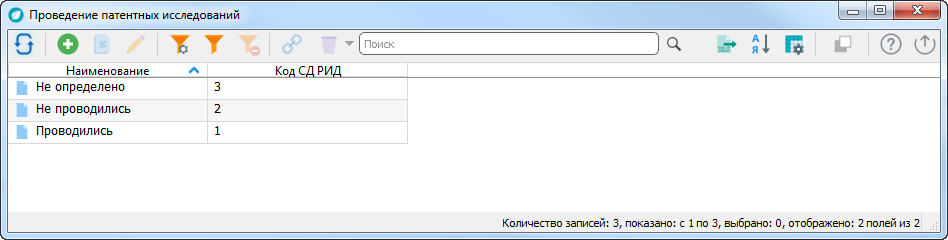 Проведение патентных исследований
Поиск
А
Я
Наименование Код СД РИД
Не определено 3
Не проводились 2
Проводились 1
Количество записей: 3, показано: с 1 по 3, выбрано: 0, отображено: 2 полей из 2